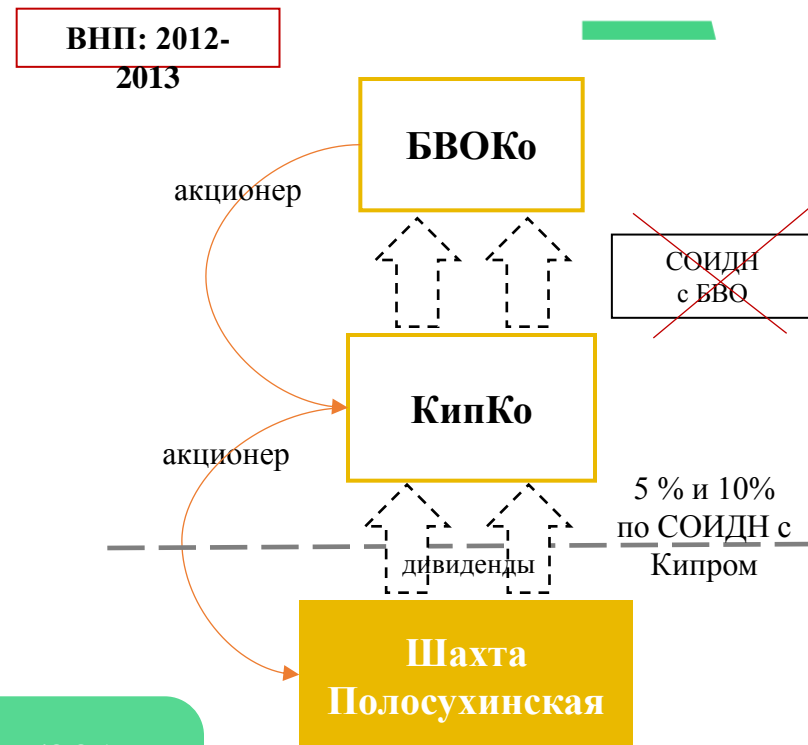 ВНП: 2012-
2013
БВОКо
акционер
СОИДН
с БВО
КипКо
акционер
5 % и 10%
по СОИДН с
Кипром
дивиденды
Шахта
Полосухинская